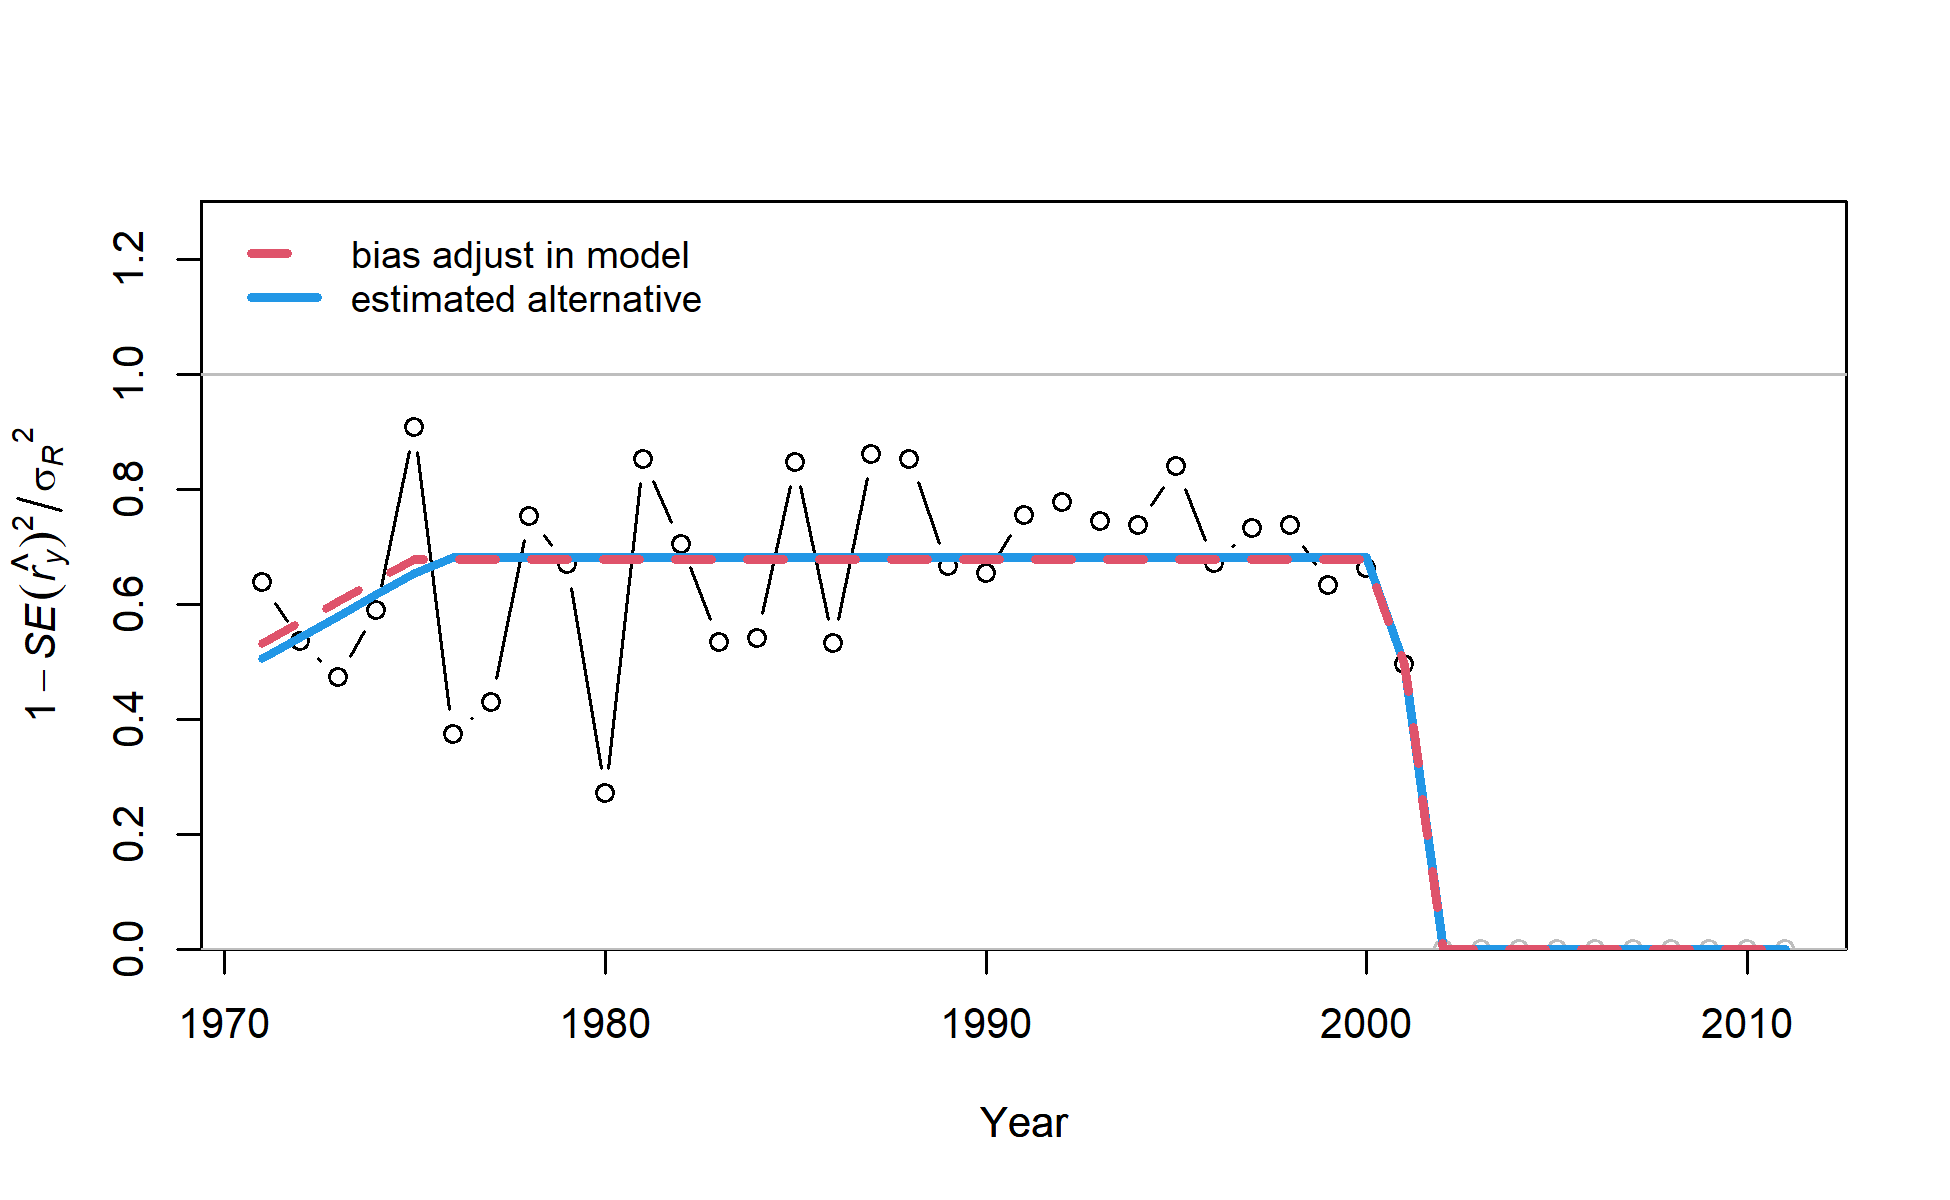 bias adjust in model
estimated alternative
1 − SE(r̂y)² / σR²
1.2
1.0
0.8
0.6
0.4
0.2
0.0
1970 1980 1990 2000 2010
Year